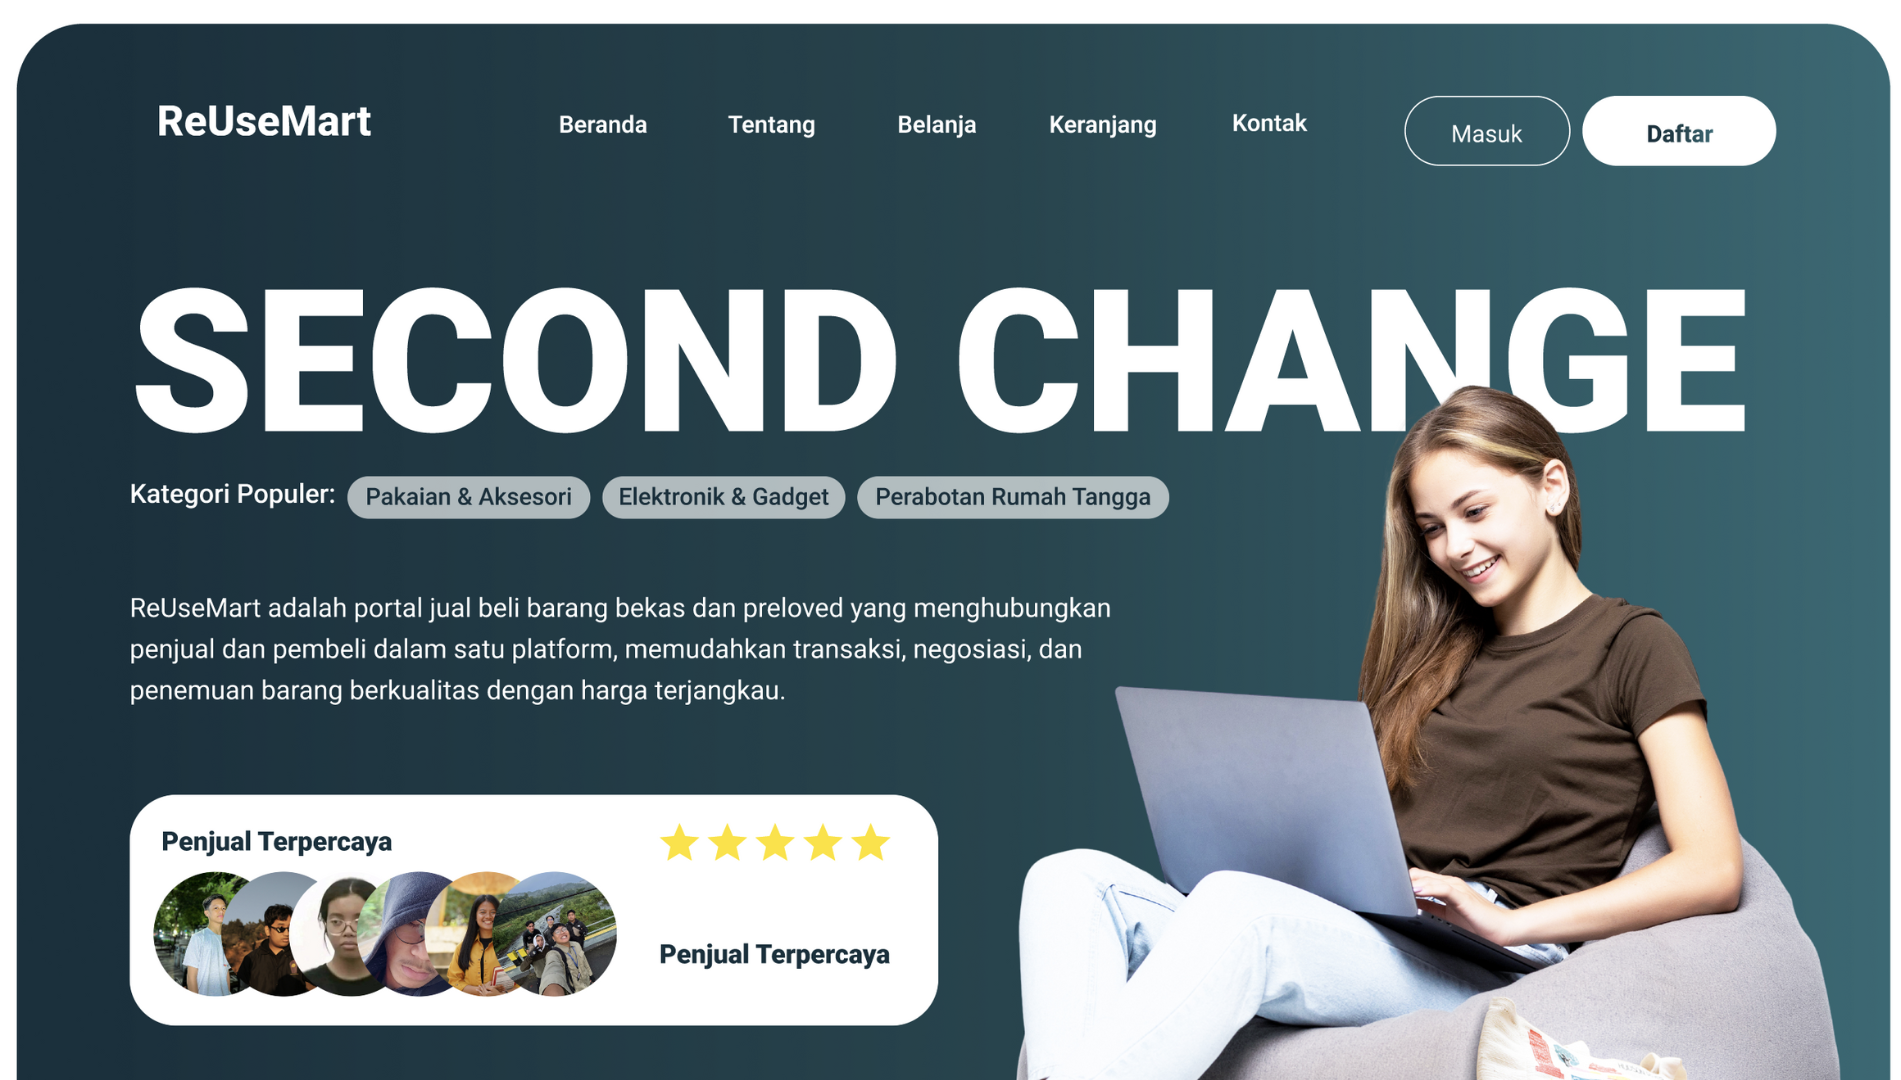 ReUseMart
Beranda
Tentang
Belanja
Keranjang
Kontak
Masuk
Daftar
SECOND CHANGE
Kategori Populer:
Pakaian & Aksesori
Elektronik & Gadget
Perabotan Rumah Tangga
ReUseMart adalah portal jual beli barang bekas dan preloved yang menghubungkan
penjual dan pembeli dalam satu platform, memudahkan transaksi, negosiasi, dan
penemuan barang berkualitas dengan harga terjangkau.
Penjual Terpercaya
Penjual Terpercaya